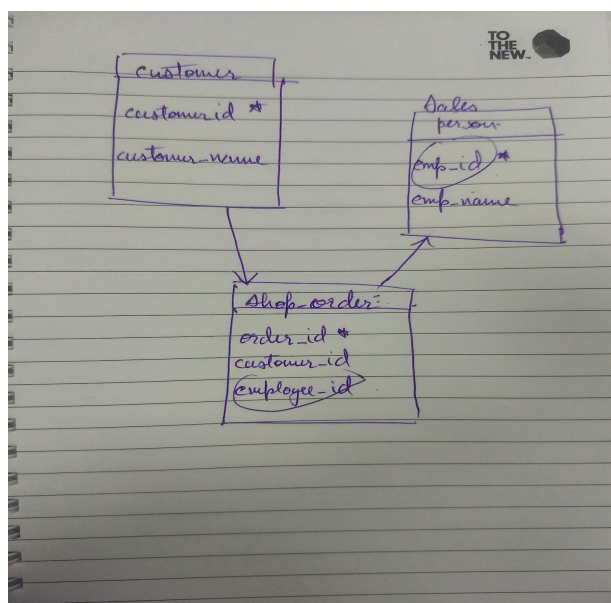 TO
THE
NEW
customer
customerid *
customer_name
Sales
person
emp_id *
emp_name
shop_order
order_id *
customer_id
employee_id